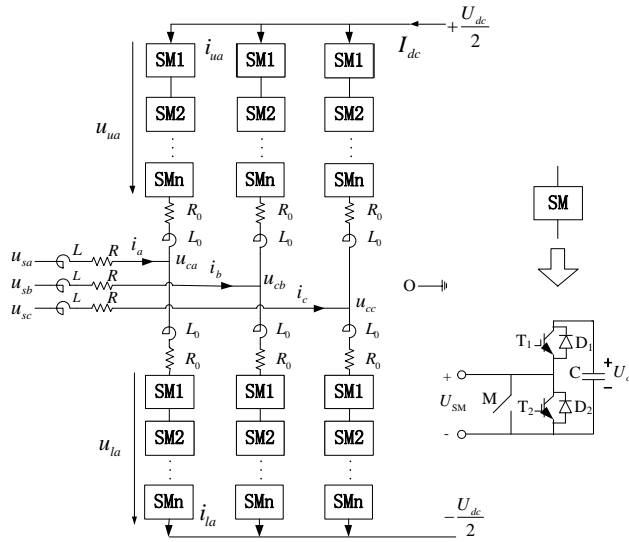 + U_dc/2
I_dc
i_ua
SM1 SM1 SM1
SM2 SM2 SM2
u_ua
SMn SMn SMn
R_0 R_0 R_0
L_0 L_0 L_0
SM
u_sa L R i_a u_ca
u_sb L R i_b u_cb
u_sc L R i_c u_cc
O
L_0 L_0 L_0
R_0 R_0 R_0
T_1 D_1
+ C + U_c
U_SM M −
T_2 D_2
-
SM1 SM1 SM1
u_la
SM2 SM2 SM2
SMn SMn SMn
i_la
− U_dc/2